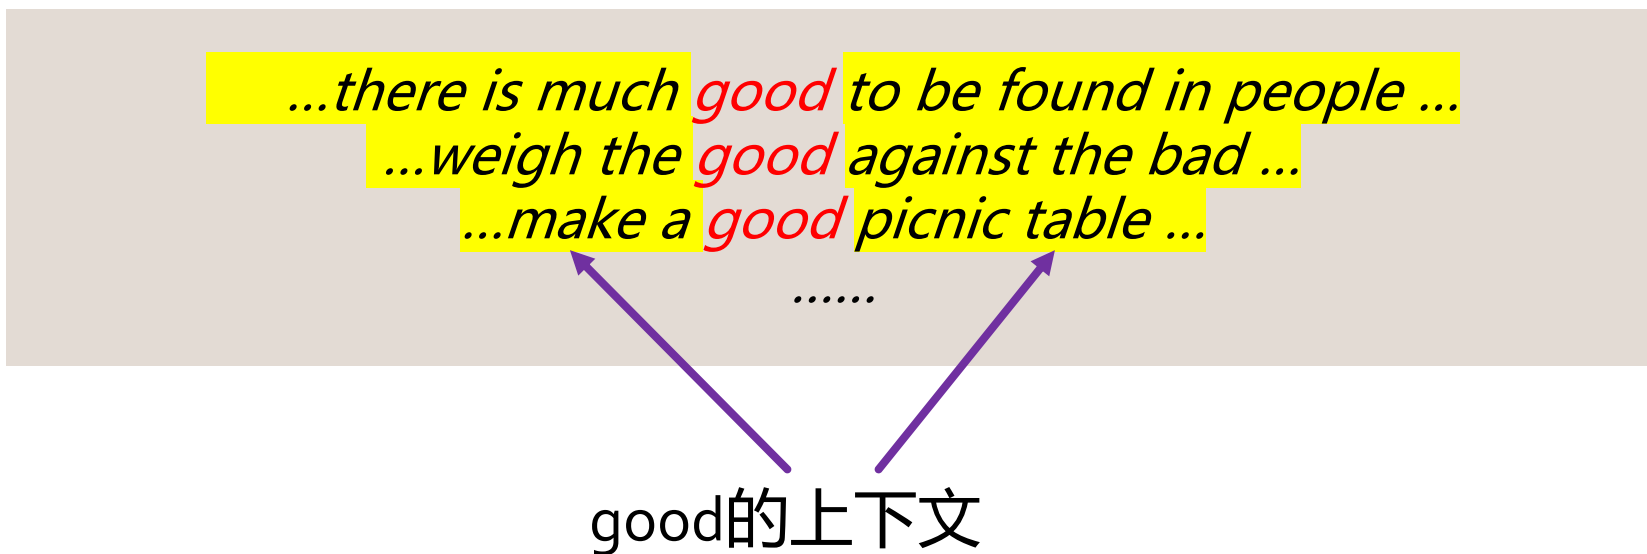 ...there is much good to be found in people ...
...weigh the good against the bad ...
...make a good picnic table ...
......
good的上下文